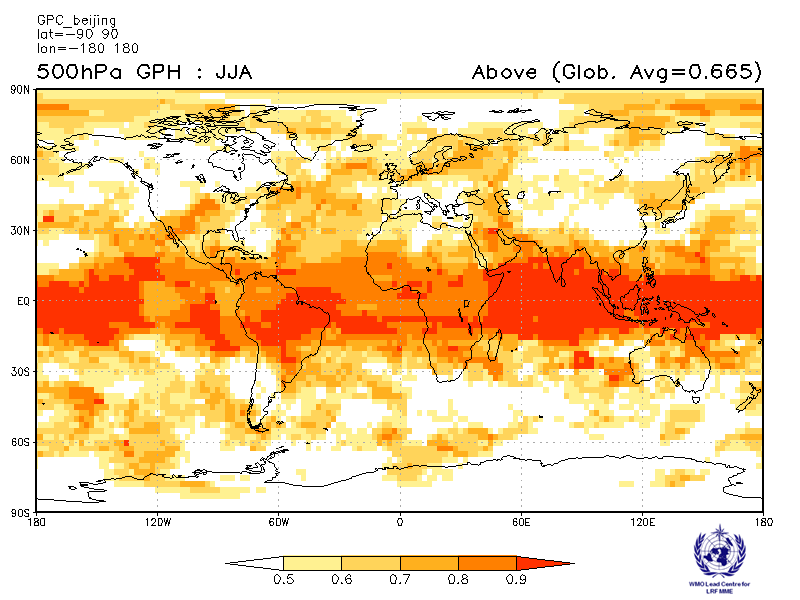 GPC_beijing
lat=-90 90
lon=-180 180
500hPa GPH : JJA
Above (Glob. Avg=0.665)
90N
60N
30N
EQ
30S
60S
90S
180 120W 60W 0 60E 120E 180
0.5 0.6 0.7 0.8 0.9
WMO Lead Centre for
LRF MME